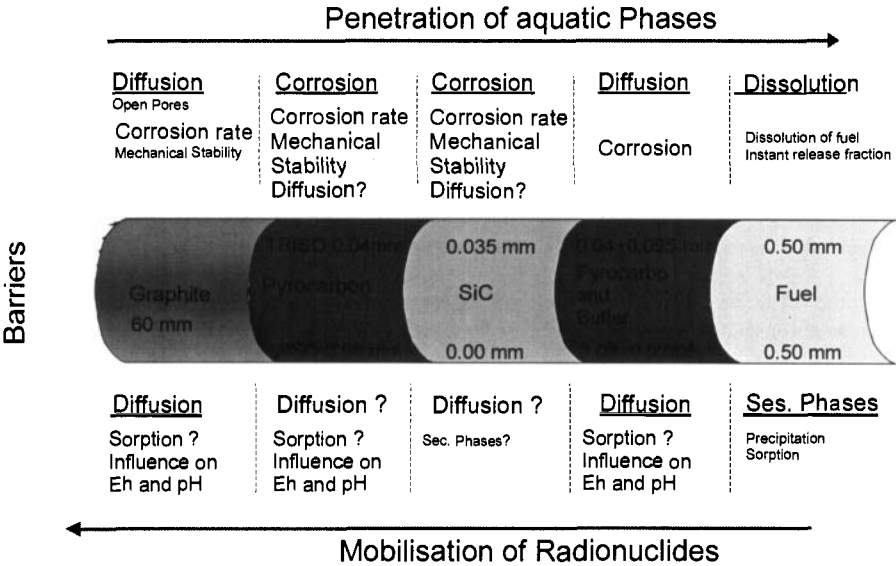 Penetration of aquatic Phases
Diffusion
Open Pores
Corrosion rate
Mechanical Stability
Corrosion
Corrosion rate
Mechanical
Stability
Diffusion?
Corrosion
Corrosion rate
Mechanical
Stability
Diffusion?
Diffusion
Corrosion
Dissolution
Dissolution of fuel
Instant release fraction
Barriers
Graphite
60 mm
TRISO 0.04mm
Pyrocarbon
0.035 mm
SiC
0.00 mm
Pyrocarbo
and
Buffer
0.50 mm
Fuel
0.50 mm
Diffusion
Sorption ?
Influence on
Eh and pH
Diffusion ?
Sorption ?
Influence on
Eh and pH
Diffusion ?
Sec. Phases?
Diffusion
Sorption ?
Influence on
Eh and pH
Ses. Phases
Precipitation
Sorption
Mobilisation of Radionuclides